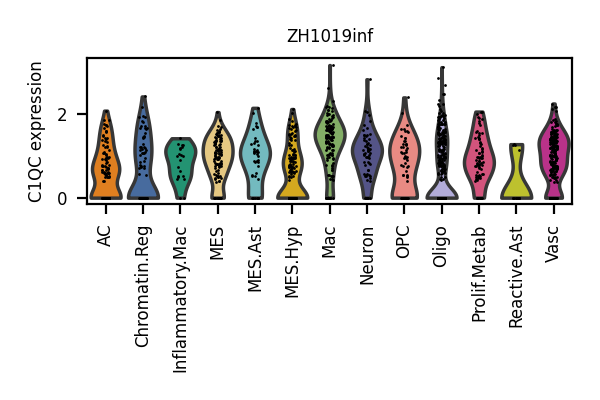 ZH1019inf
C1QC expression
2
0
AC
Chromatin.Reg
Inflammatory.Mac
MES
MES.Ast
MES.Hyp
Mac
Neuron
OPC
Oligo
Prolif.Metab
Reactive.Ast
Vasc